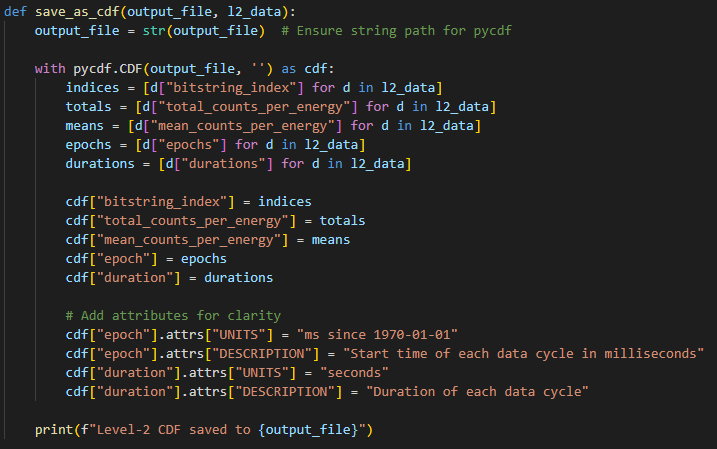 def save_as_cdf(output_file, l2_data):
    output_file = str(output_file)  # Ensure string path for pycdf

    with pycdf.CDF(output_file, '') as cdf:
        indices = [d["bitstring_index"] for d in l2_data]
        totals = [d["total_counts_per_energy"] for d in l2_data]
        means = [d["mean_counts_per_energy"] for d in l2_data]
        epochs = [d["epochs"] for d in l2_data]
        durations = [d["durations"] for d in l2_data]

        cdf["bitstring_index"] = indices
        cdf["total_counts_per_energy"] = totals
        cdf["mean_counts_per_energy"] = means
        cdf["epoch"] = epochs
        cdf["duration"] = durations

        # Add attributes for clarity
        cdf["epoch"].attrs["UNITS"] = "ms since 1970-01-01"
        cdf["epoch"].attrs["DESCRIPTION"] = "Start time of each data cycle in milliseconds"
        cdf["duration"].attrs["UNITS"] = "seconds"
        cdf["duration"].attrs["DESCRIPTION"] = "Duration of each data cycle"

    print(f"Level-2 CDF saved to {output_file}")